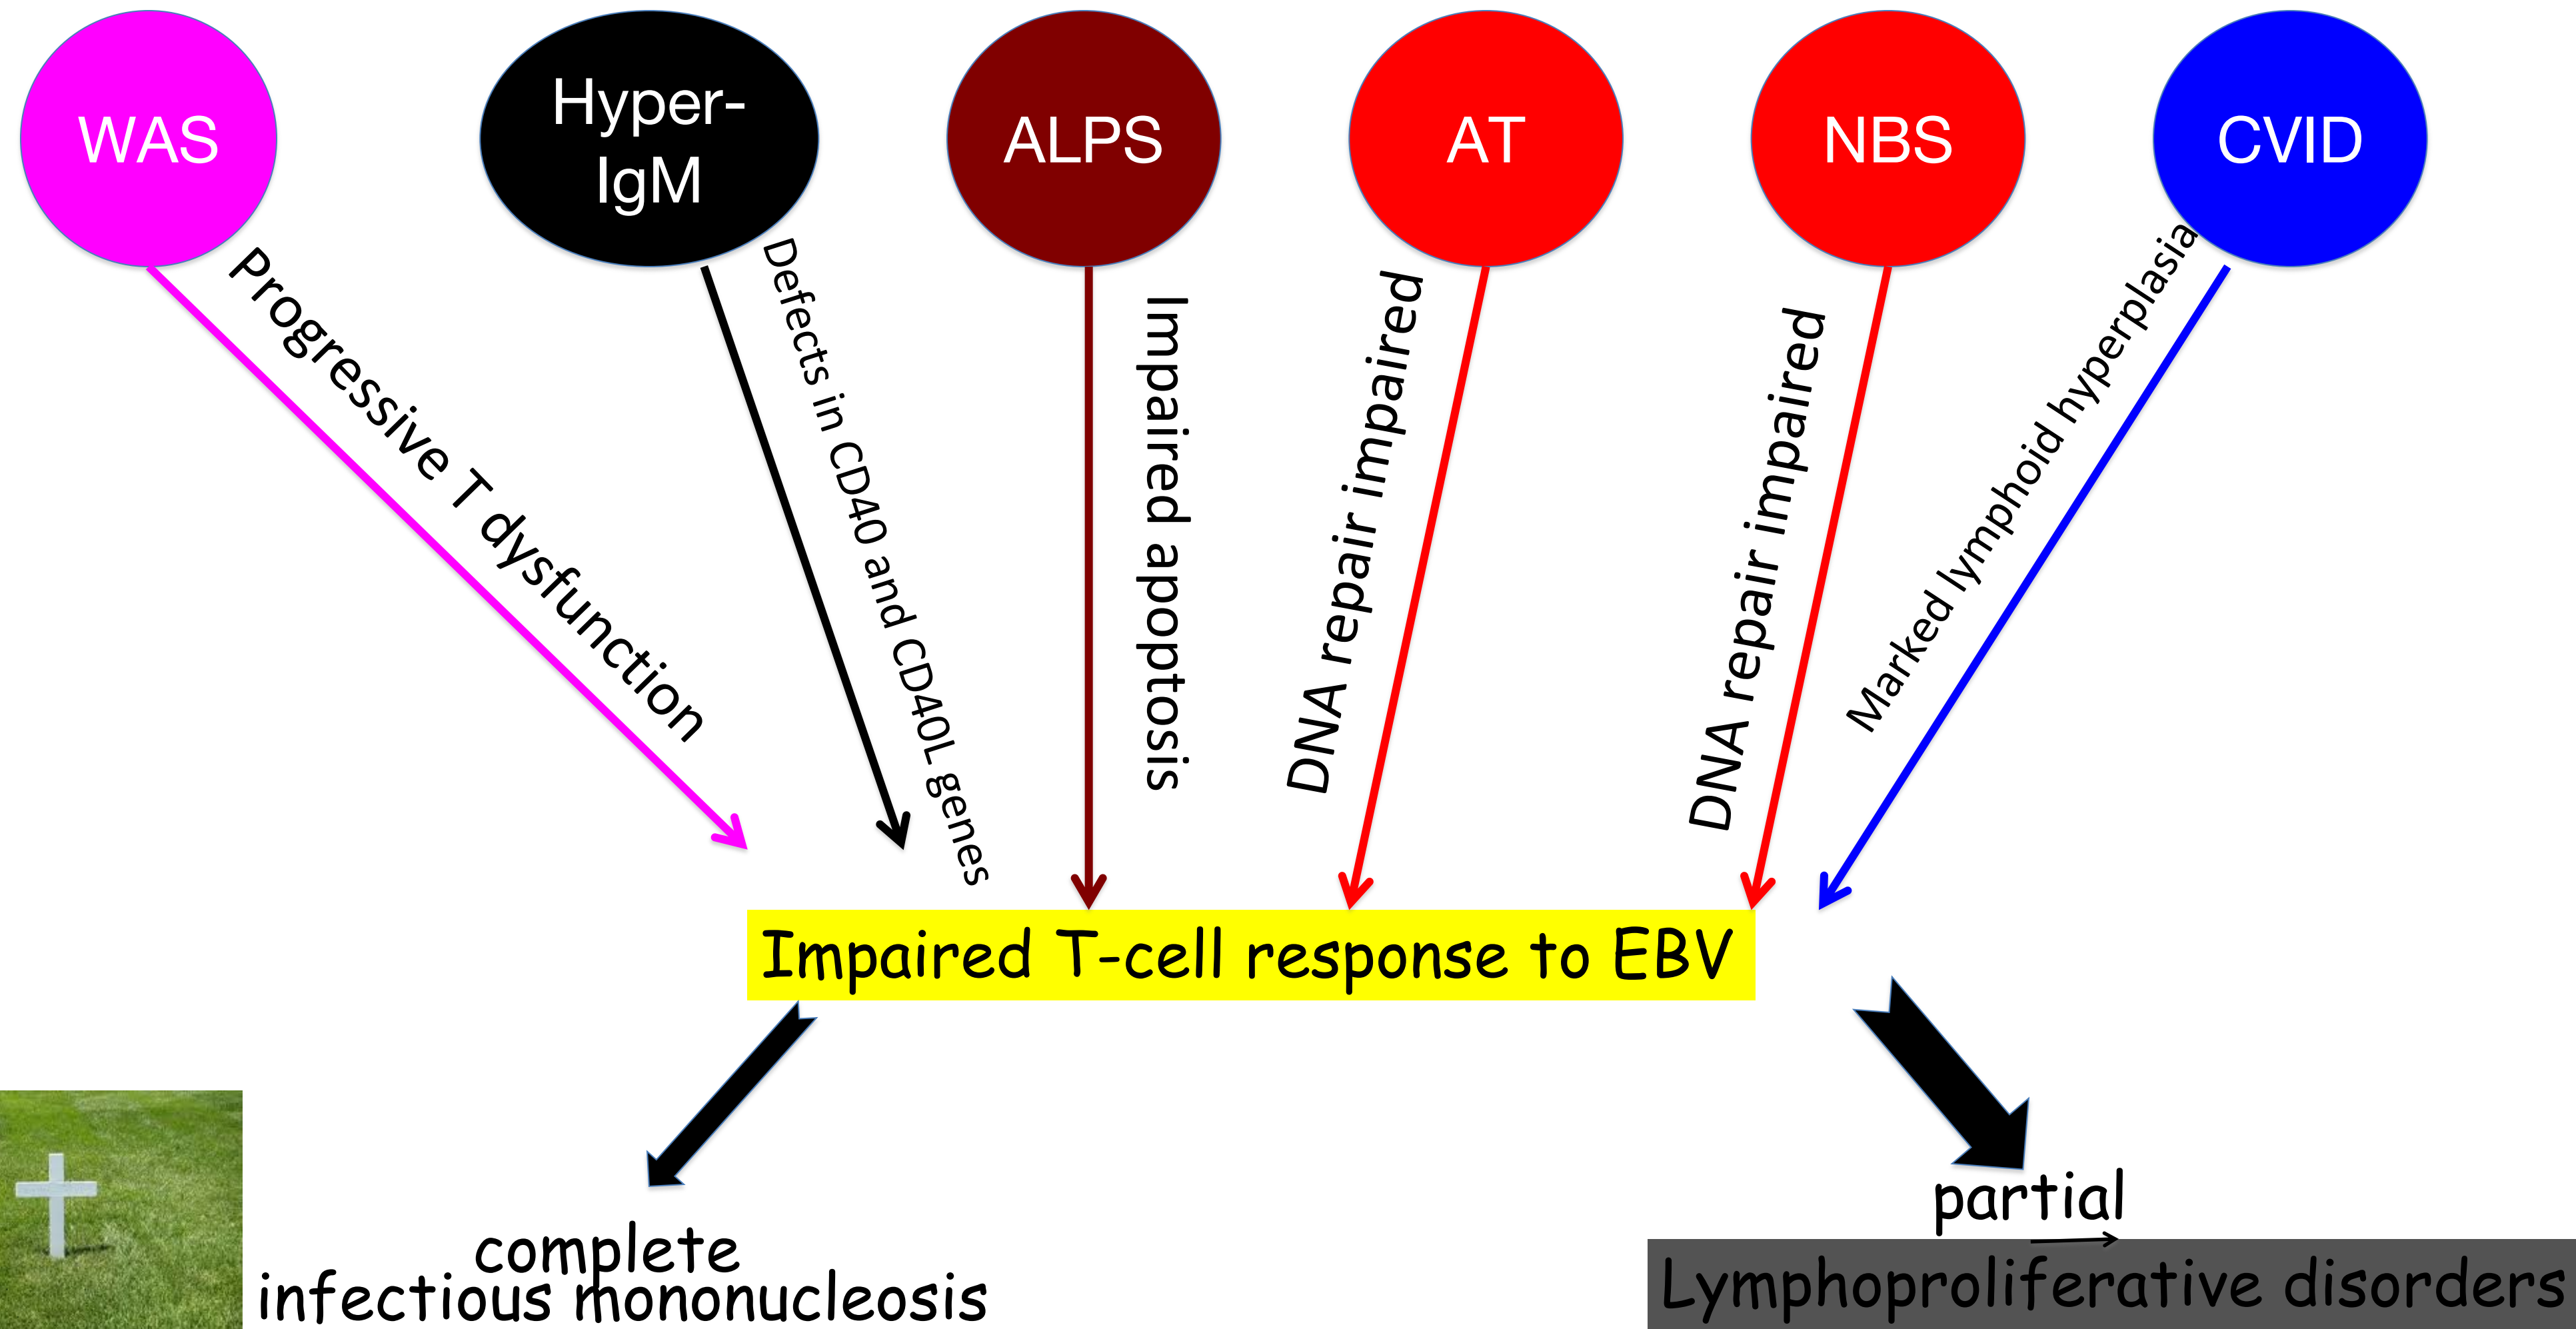 WAS
Hyper-
IgM
ALPS
AT
NBS
CVID
Progressive T dysfunction
Defects in CD40 and CD40L genes
Impaired apoptosis
DNA repair impaired
DNA repair impaired
Marked lymphoid hyperplasia
Impaired T-cell response to EBV
complete
infectious mononucleosis
partial
Lymphoproliferative disorders